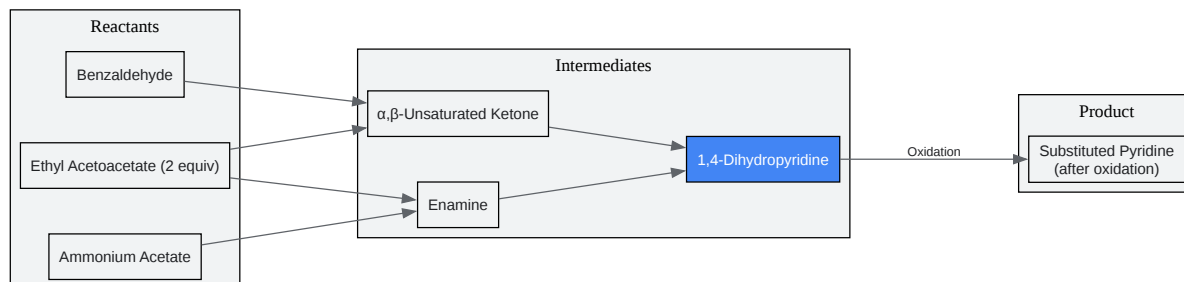 Reactants
Benzaldehyde
Ethyl Acetoacetate (2 equiv)
Ammonium Acetate
Intermediates
α,β-Unsaturated Ketone
Enamine
1,4-Dihydropyridine
Oxidation
Product
Substituted Pyridine
(after oxidation)